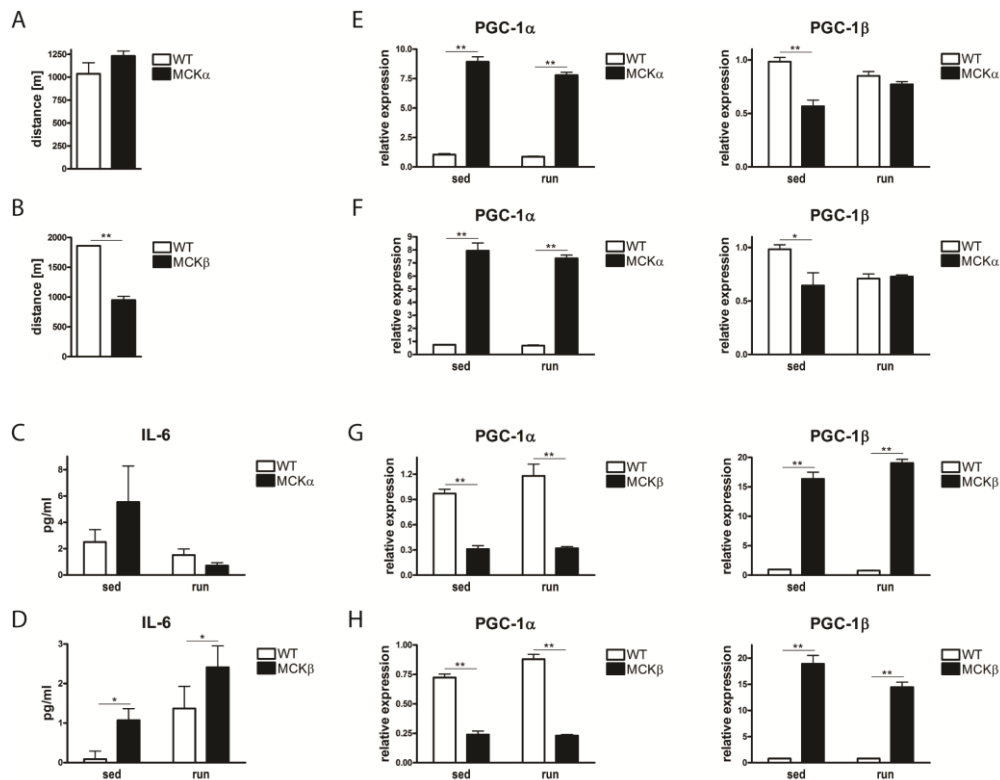 A
distance [m]
1250
1000
750
500
250
0
WT
MCKα
B
distance [m]
2000
1500
1000
500
0
**
WT
MCKβ
C
IL-6
pg/ml
8
6
4
2
0
sed run
WT
MCKα
D
IL-6
pg/ml
3
2
1
0
*
*
sed run
WT
MCKβ
E
PGC-1α
relative expression
10.0
7.5
5.0
2.5
0.0
**
**
sed run
WT
MCKα
PGC-1β
relative expression
1.0
0.5
0.0
**
sed run
WT
MCKα
F
PGC-1α
relative expression
9
8
7
6
5
4
3
2
1
0
**
**
sed run
WT
MCKα
PGC-1β
relative expression
1.0
0.5
0.0
*
sed run
WT
MCKα
G
PGC-1α
relative expression
1.2
0.9
0.6
0.3
0.0
**
**
sed run
WT
MCKβ
PGC-1β
relative expression
20
15
10
5
0
**
**
sed run
WT
MCKβ
H
PGC-1α
relative expression
1.00
0.75
0.50
0.25
0.00
**
**
sed run
WT
MCKβ
PGC-1β
relative expression
20
15
10
5
0
**
**
sed run
WT
MCKβ